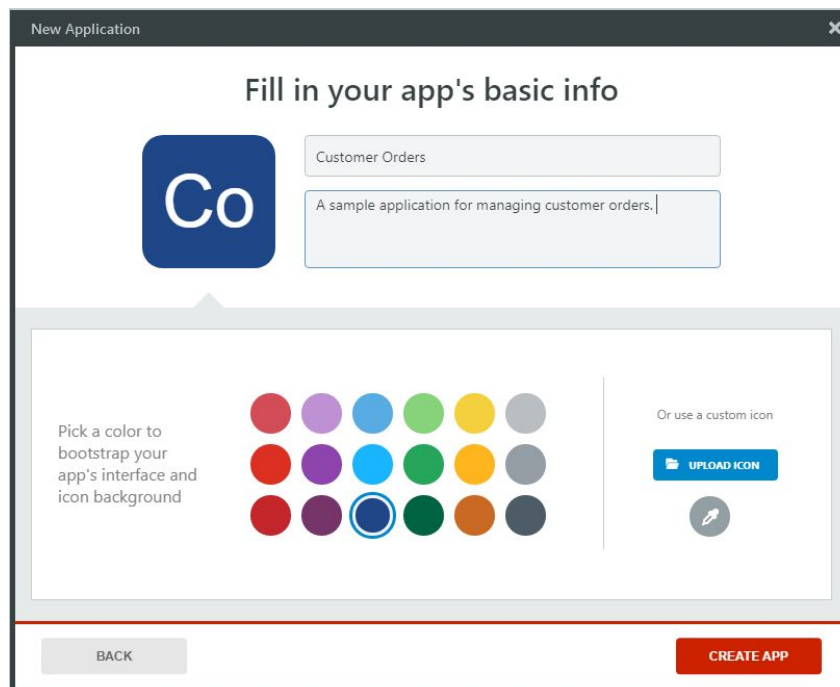 New Application
Fill in your app's basic info
Co
Customer Orders
A sample application for managing customer orders.
Pick a color to
bootstrap your
app's interface and
icon background
Or use a custom icon
UPLOAD ICON
BACK
CREATE APP